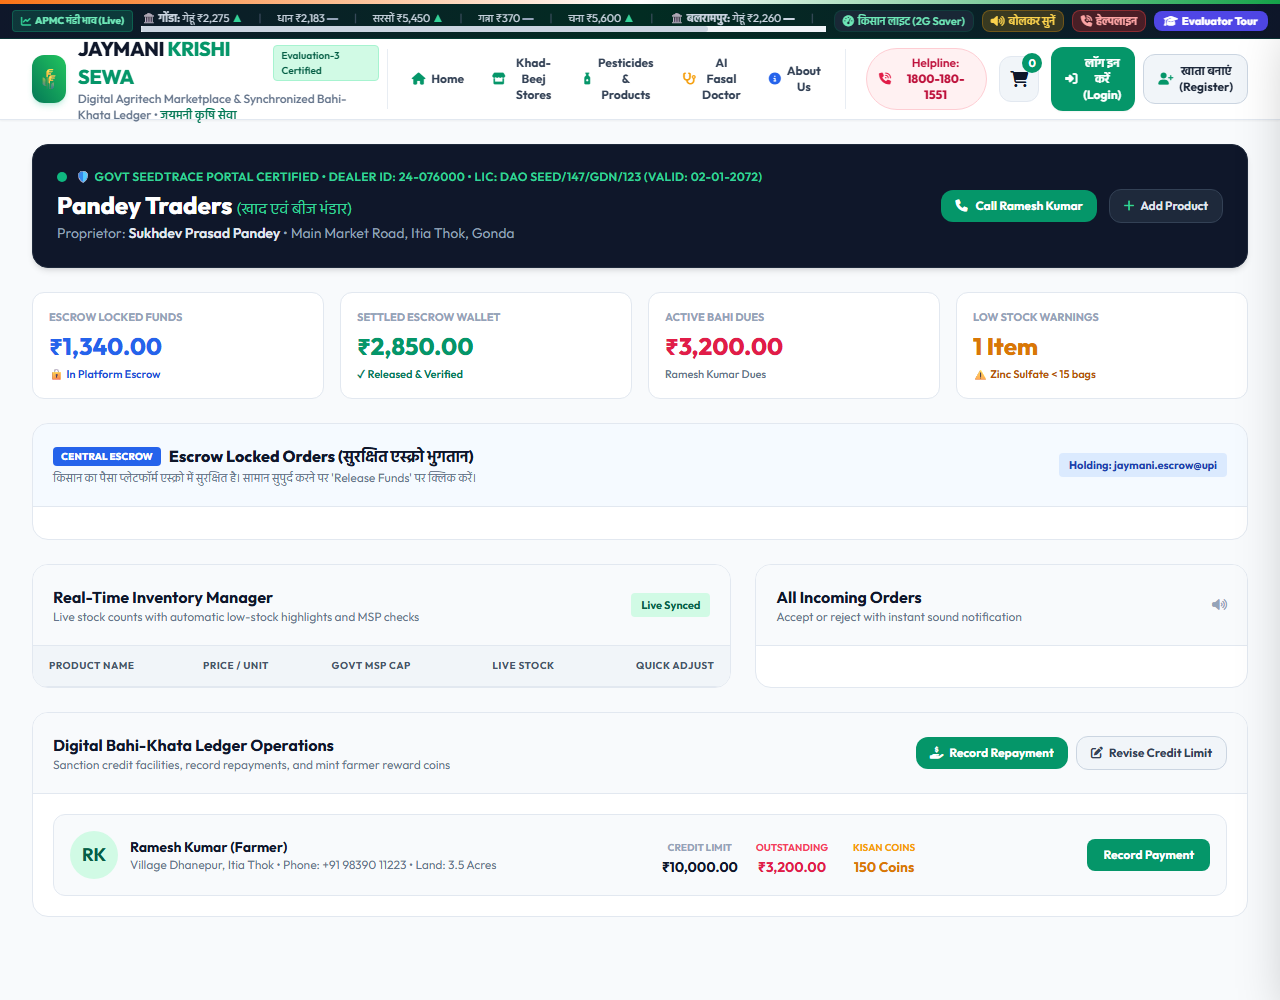 APMC मंडी भाव (Live)
गोंडा: गेहूं ₹2,275 ▲ | धान ₹2,183 — | सरसों ₹5,450 ▲ | गन्ना ₹370 — | चना ₹5,600 ▲ | बलरामपुर: गेहूं ₹2,260 — |
किसान लाइट (2G Saver)
बोलकर सुनें
हेल्पलाइन
Evaluator Tour
JAYMANI KRISHI SEWA
Evaluation-3 Certified
Digital Agritech Marketplace & Synchronized Bahi-Khata Ledger • जयमनी कृषि सेवा
Home
Khad-Beej Stores
Pesticides & Products
AI Fasal Doctor
About Us
Helpline: 1800-180-1551
0
लॉग इन करें (Login)
खाता बनाएं (Register)
GOVT SEEDTRACE PORTAL CERTIFIED • DEALER ID: 24-076000 • LIC: DAO SEED/147/GDN/123 (VALID: 02-01-2072)
Pandey Traders (खाद एवं बीज भंडार)
Proprietor: Sukhdev Prasad Pandey • Main Market Road, Itia Thok, Gonda
Call Ramesh Kumar
Add Product
ESCROW LOCKED FUNDS
₹1,340.00
In Platform Escrow
SETTLED ESCROW WALLET
₹2,850.00
✓ Released & Verified
ACTIVE BAHI DUES
₹3,200.00
Ramesh Kumar Dues
LOW STOCK WARNINGS
1 Item
Zinc Sulfate < 15 bags
CENTRAL ESCROW
Escrow Locked Orders (सुरक्षित एस्क्रो भुगतान)
किसान का पैसा प्लेटफॉर्म एस्क्रो में सुरक्षित है। सामान सुपुर्द करने पर 'Release Funds' पर क्लिक करें।
Holding: jaymani.escrow@upi
Real-Time Inventory Manager
Live stock counts with automatic low-stock highlights and MSP checks
Live Synced
PRODUCT NAME
PRICE / UNIT
GOVT MSP CAP
LIVE STOCK
QUICK ADJUST
All Incoming Orders
Accept or reject with instant sound notification
Digital Bahi-Khata Ledger Operations
Sanction credit facilities, record repayments, and mint farmer reward coins
Record Repayment
Revise Credit Limit
RK
Ramesh Kumar (Farmer)
Village Dhanepur, Itia Thok • Phone: +91 98390 11223 • Land: 3.5 Acres
CREDIT LIMIT
₹10,000.00
OUTSTANDING
₹3,200.00
KISAN COINS
150 Coins
Record Payment